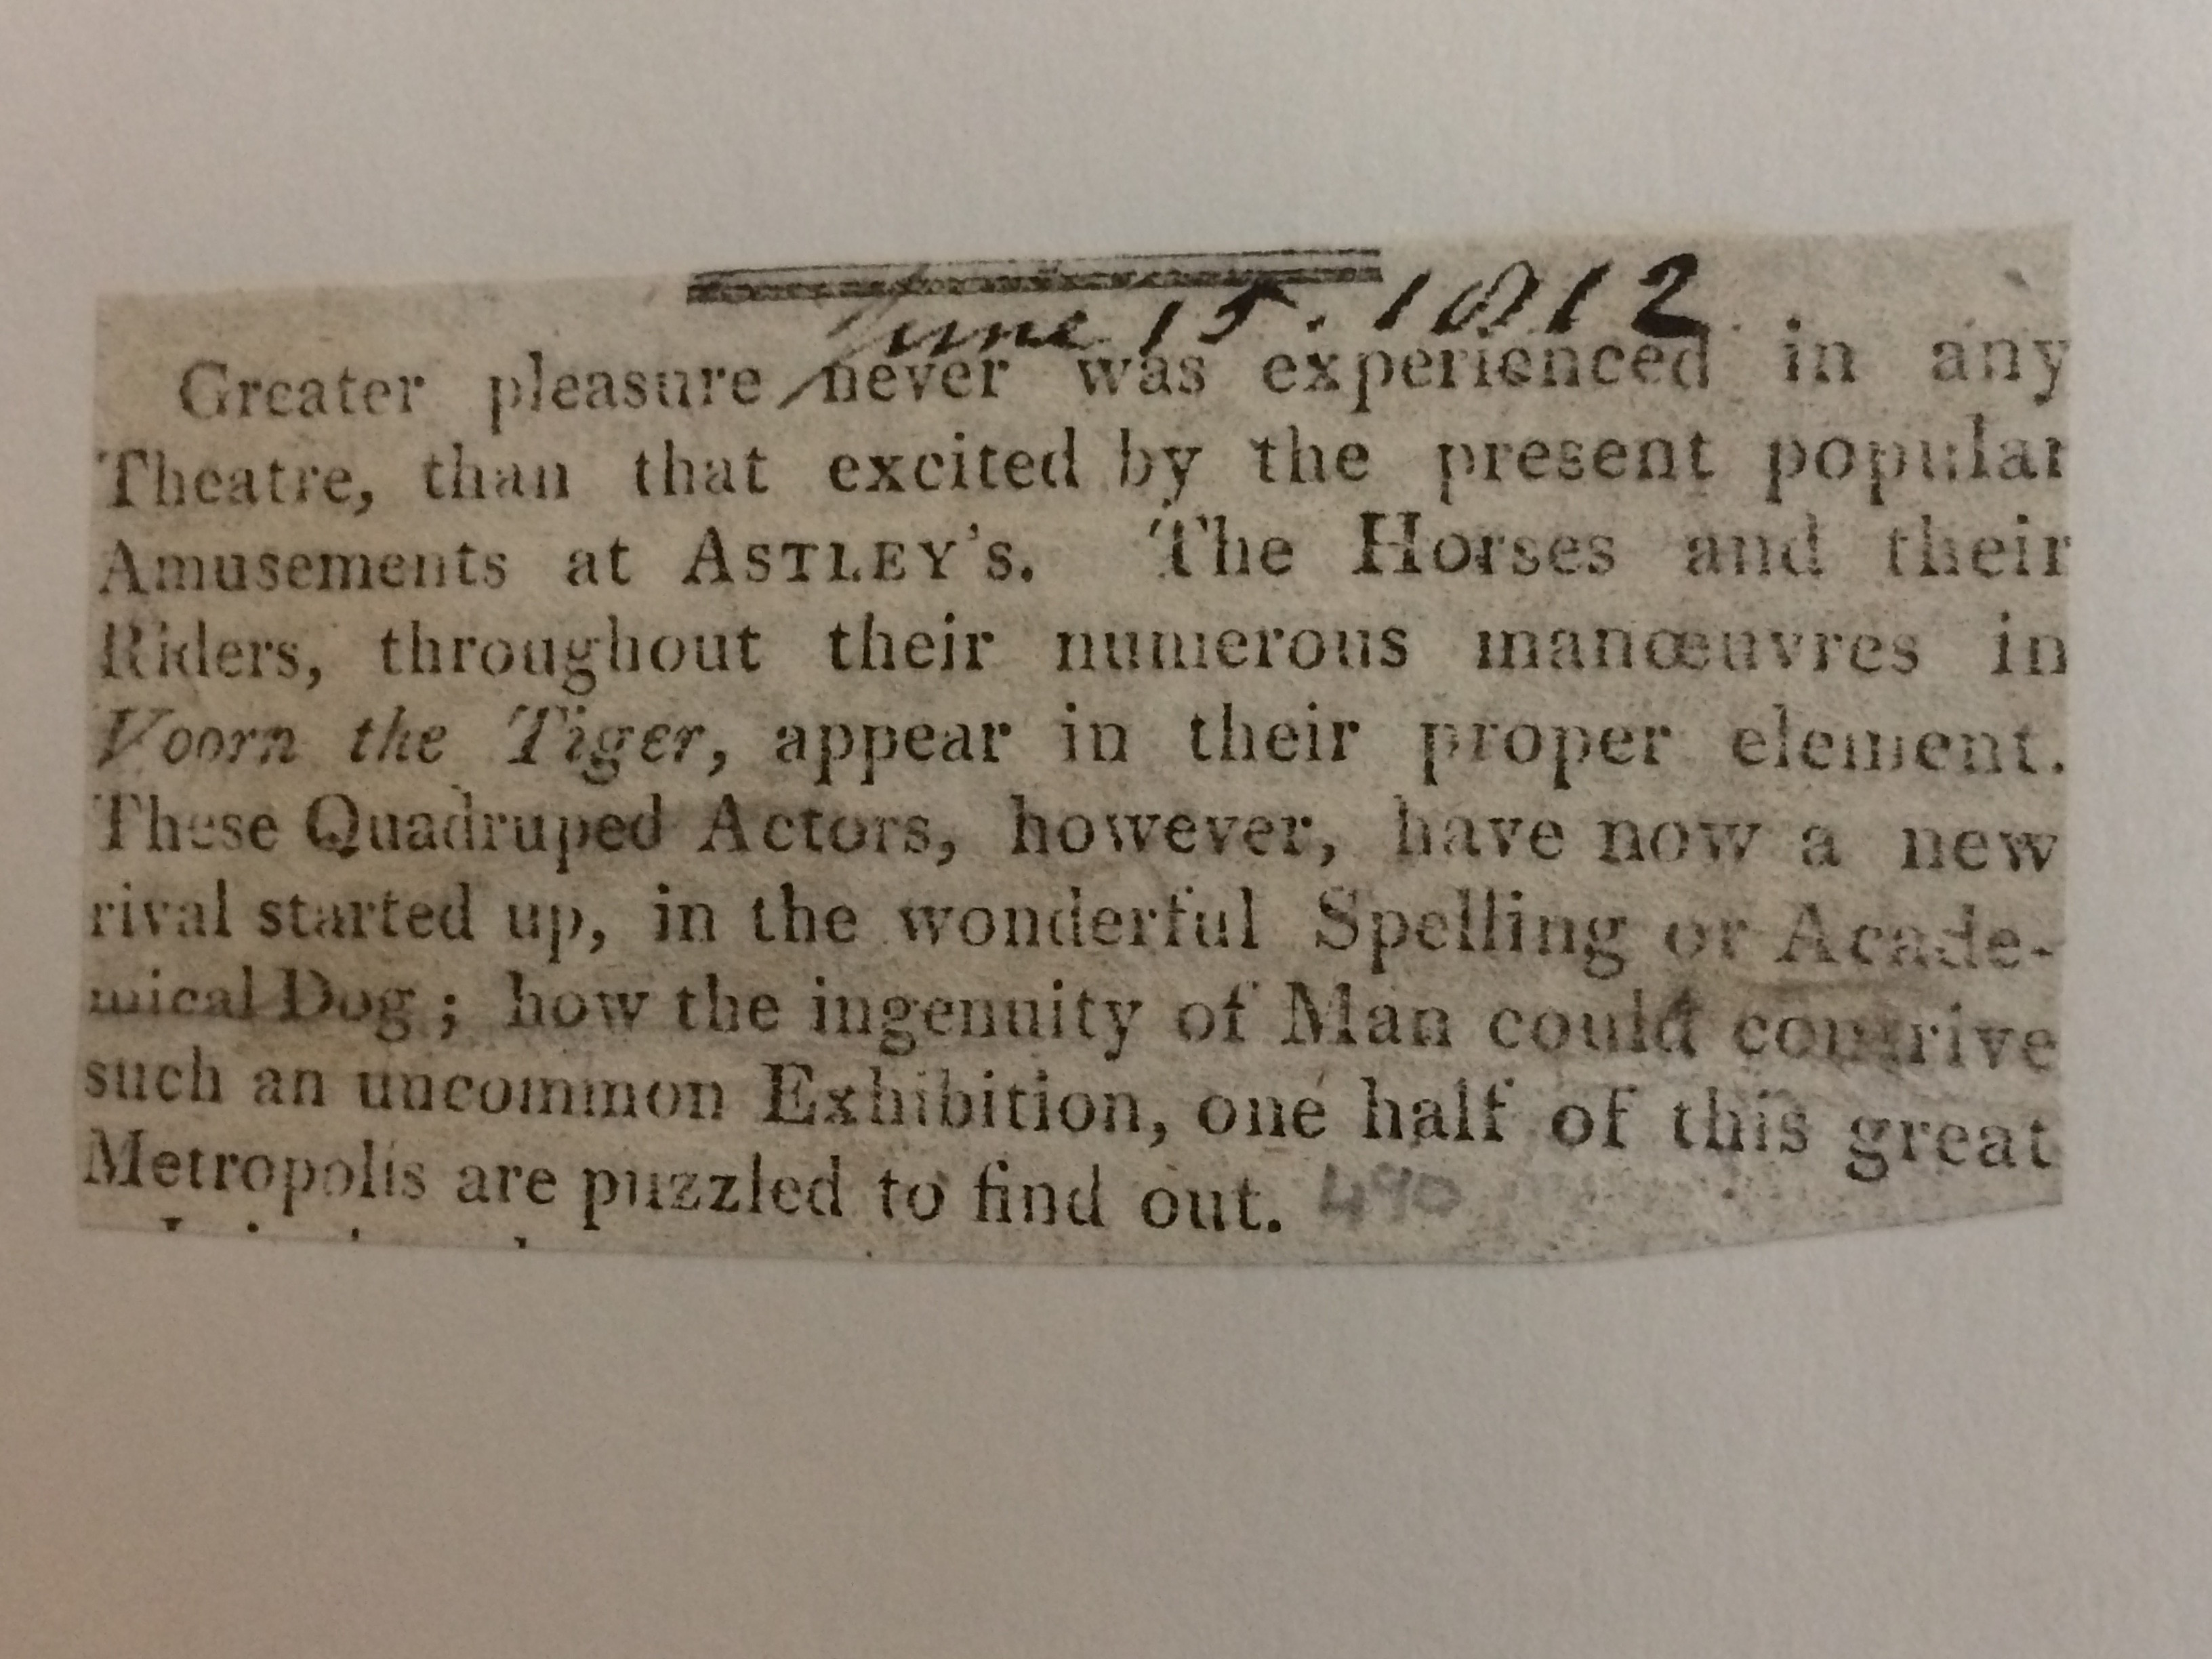 June 15. 1812
Greater pleasure never was experienced in any
Theatre, than that excited by the present popular
Amusements at ASTLEY's. The Horses and their
Riders, throughout their numerous manœuvres in
Voorn the Tiger, appear in their proper element.
These Quadruped Actors, however, have now a new
rival started up, in the wonderful Spelling or Acade-
mical Dog; how the ingenuity of Man could contrive
such an uncommon Exhibition, one half of this great
Metropolis are puzzled to find out. 490